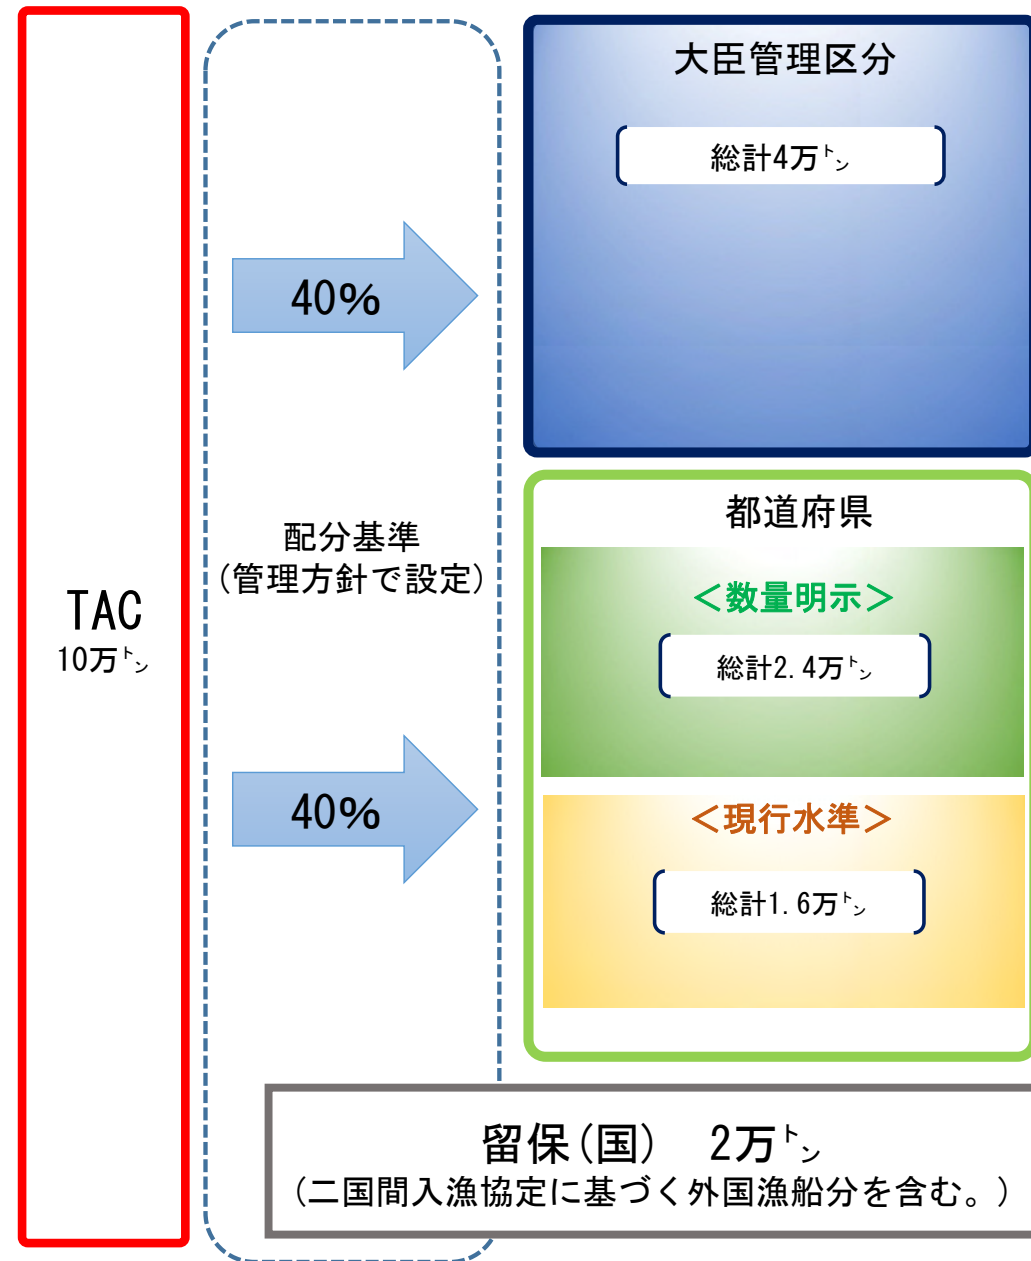 TAC
10万トン
配分基準
(管理方針で設定)
40%
40%
大臣管理区分
総計4万トン
都道府県
＜数量明示＞
総計2.4万トン
＜現行水準＞
総計1.6万トン
留保(国)　2万トン
(二国間入漁協定に基づく外国漁船分を含む。)